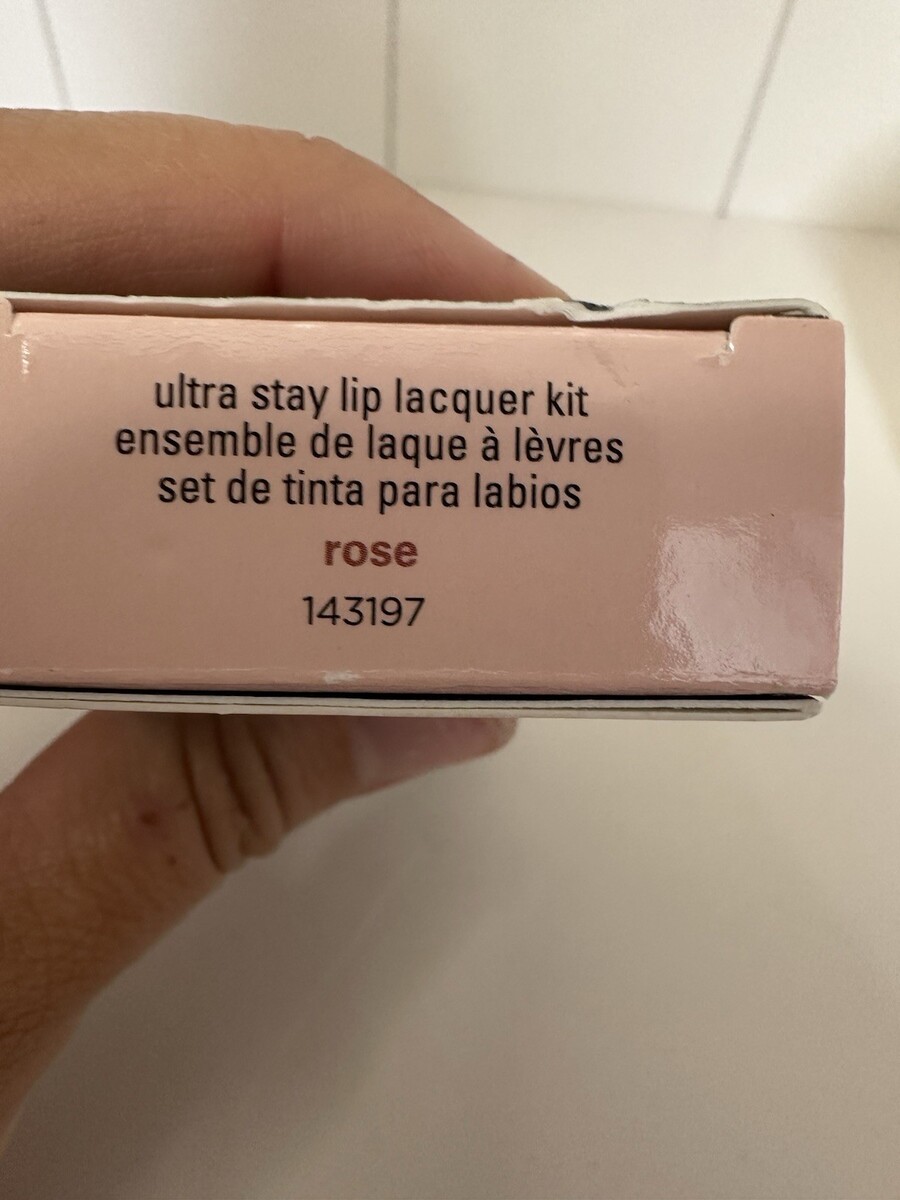 ultra stay lip lacquer kit
ensemble de laque à lèvres
set de tinta para labios
rose
143197